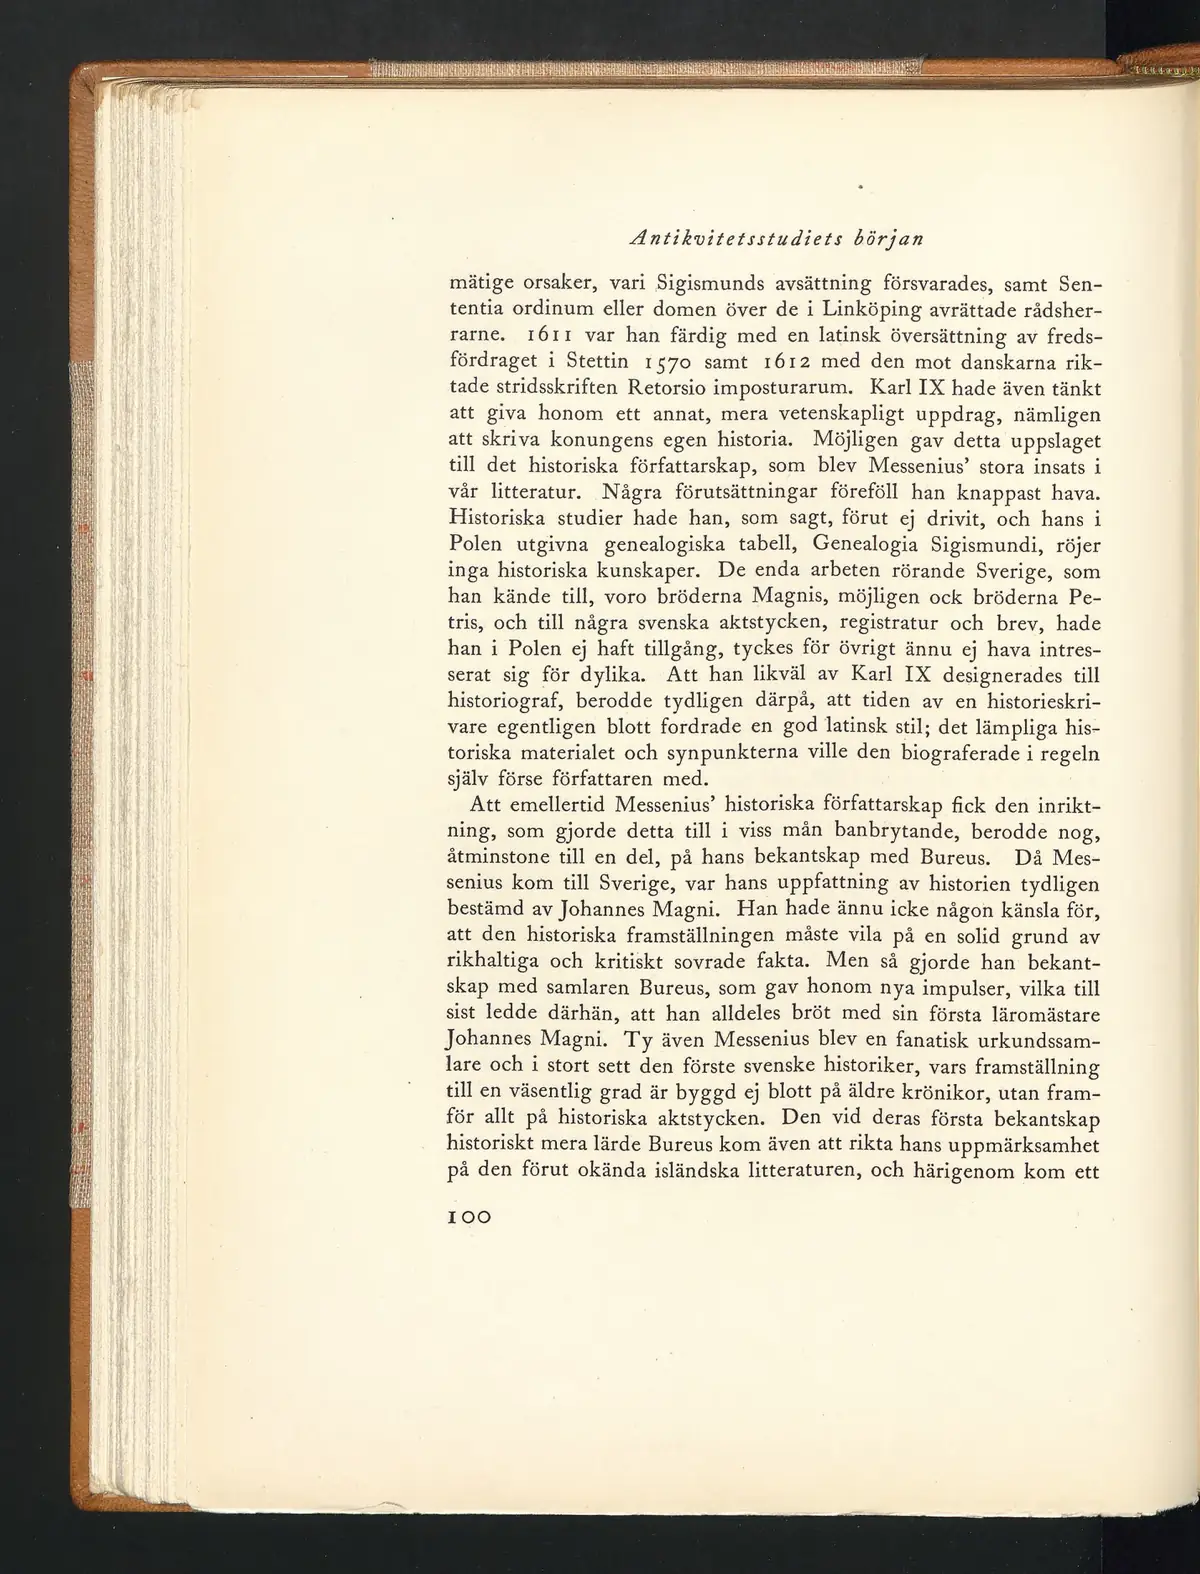 Antikvitetsstudiets början
mätige orsaker, vari Sigismunds avsättning försvarades, samt Sen-
tentia ordinum eller domen över de i Linköping avrättade rådsher-
rarne. 1611 var han färdig med en latinsk översättning av freds-
fördraget i Stettin 1570 samt 1612 med den mot danskarna rik-
tade stridsskriften Retorsio imposturarum. Karl IX hade även tänkt
att giva honom ett annat, mera vetenskapligt uppdrag, nämligen
att skriva konungens egen historia. Möjligen gav detta uppslaget
till det historiska författarskap, som blev Messenius’ stora insats i
vår litteratur. Några förutsättningar föreföll han knappast hava.
Historiska studier hade han, som sagt, förut ej drivit, och hans i
Polen utgivna genealogiska tabell, Genealogia Sigismundi, röjer
inga historiska kunskaper. De enda arbeten rörande Sverige, som
han kände till, voro bröderna Magnis, möjligen ock bröderna Pe-
tris, och till några svenska aktstycken, registratur och brev, hade
han i Polen ej haft tillgång, tyckes för övrigt ännu ej hava intres-
serat sig för dylika. Att han likväl av Karl IX designerades till
historiograf, berodde tydligen därpå, att tiden av en historieskri-
vare egentligen blott fordrade en god latinsk stil; det lämpliga his-
toriska materialet och synpunkterna ville den biograferade i regeln
själv förse författaren med.
Att emellertid Messenius’ historiska författarskap fick den inrikt-
ning, som gjorde detta till i viss mån banbrytande, berodde nog,
åtminstone till en del, på hans bekantskap med Bureus. Då Mes-
senius kom till Sverige, var hans uppfattning av historien tydligen
bestämd av Johannes Magni. Han hade ännu icke någon känsla för,
att den historiska framställningen måste vila på en solid grund av
rikhaltiga och kritiskt sovrade fakta. Men så gjorde han bekant-
skap med samlaren Bureus, som gav honom nya impulser, vilka till
sist ledde därhän, att han alldeles bröt med sin första läromästare
Johannes Magni. Ty även Messenius blev en fanatisk urkundssam-
lare och i stort sett den förste svenske historiker, vars framställning
till en väsentlig grad är byggd ej blott på äldre krönikor, utan fram-
för allt på historiska aktstycken. Den vid deras första bekantskap
historiskt mera lärde Bureus kom även att rikta hans uppmärksamhet
på den förut okända isländska litteraturen, och härigenom kom ett
100